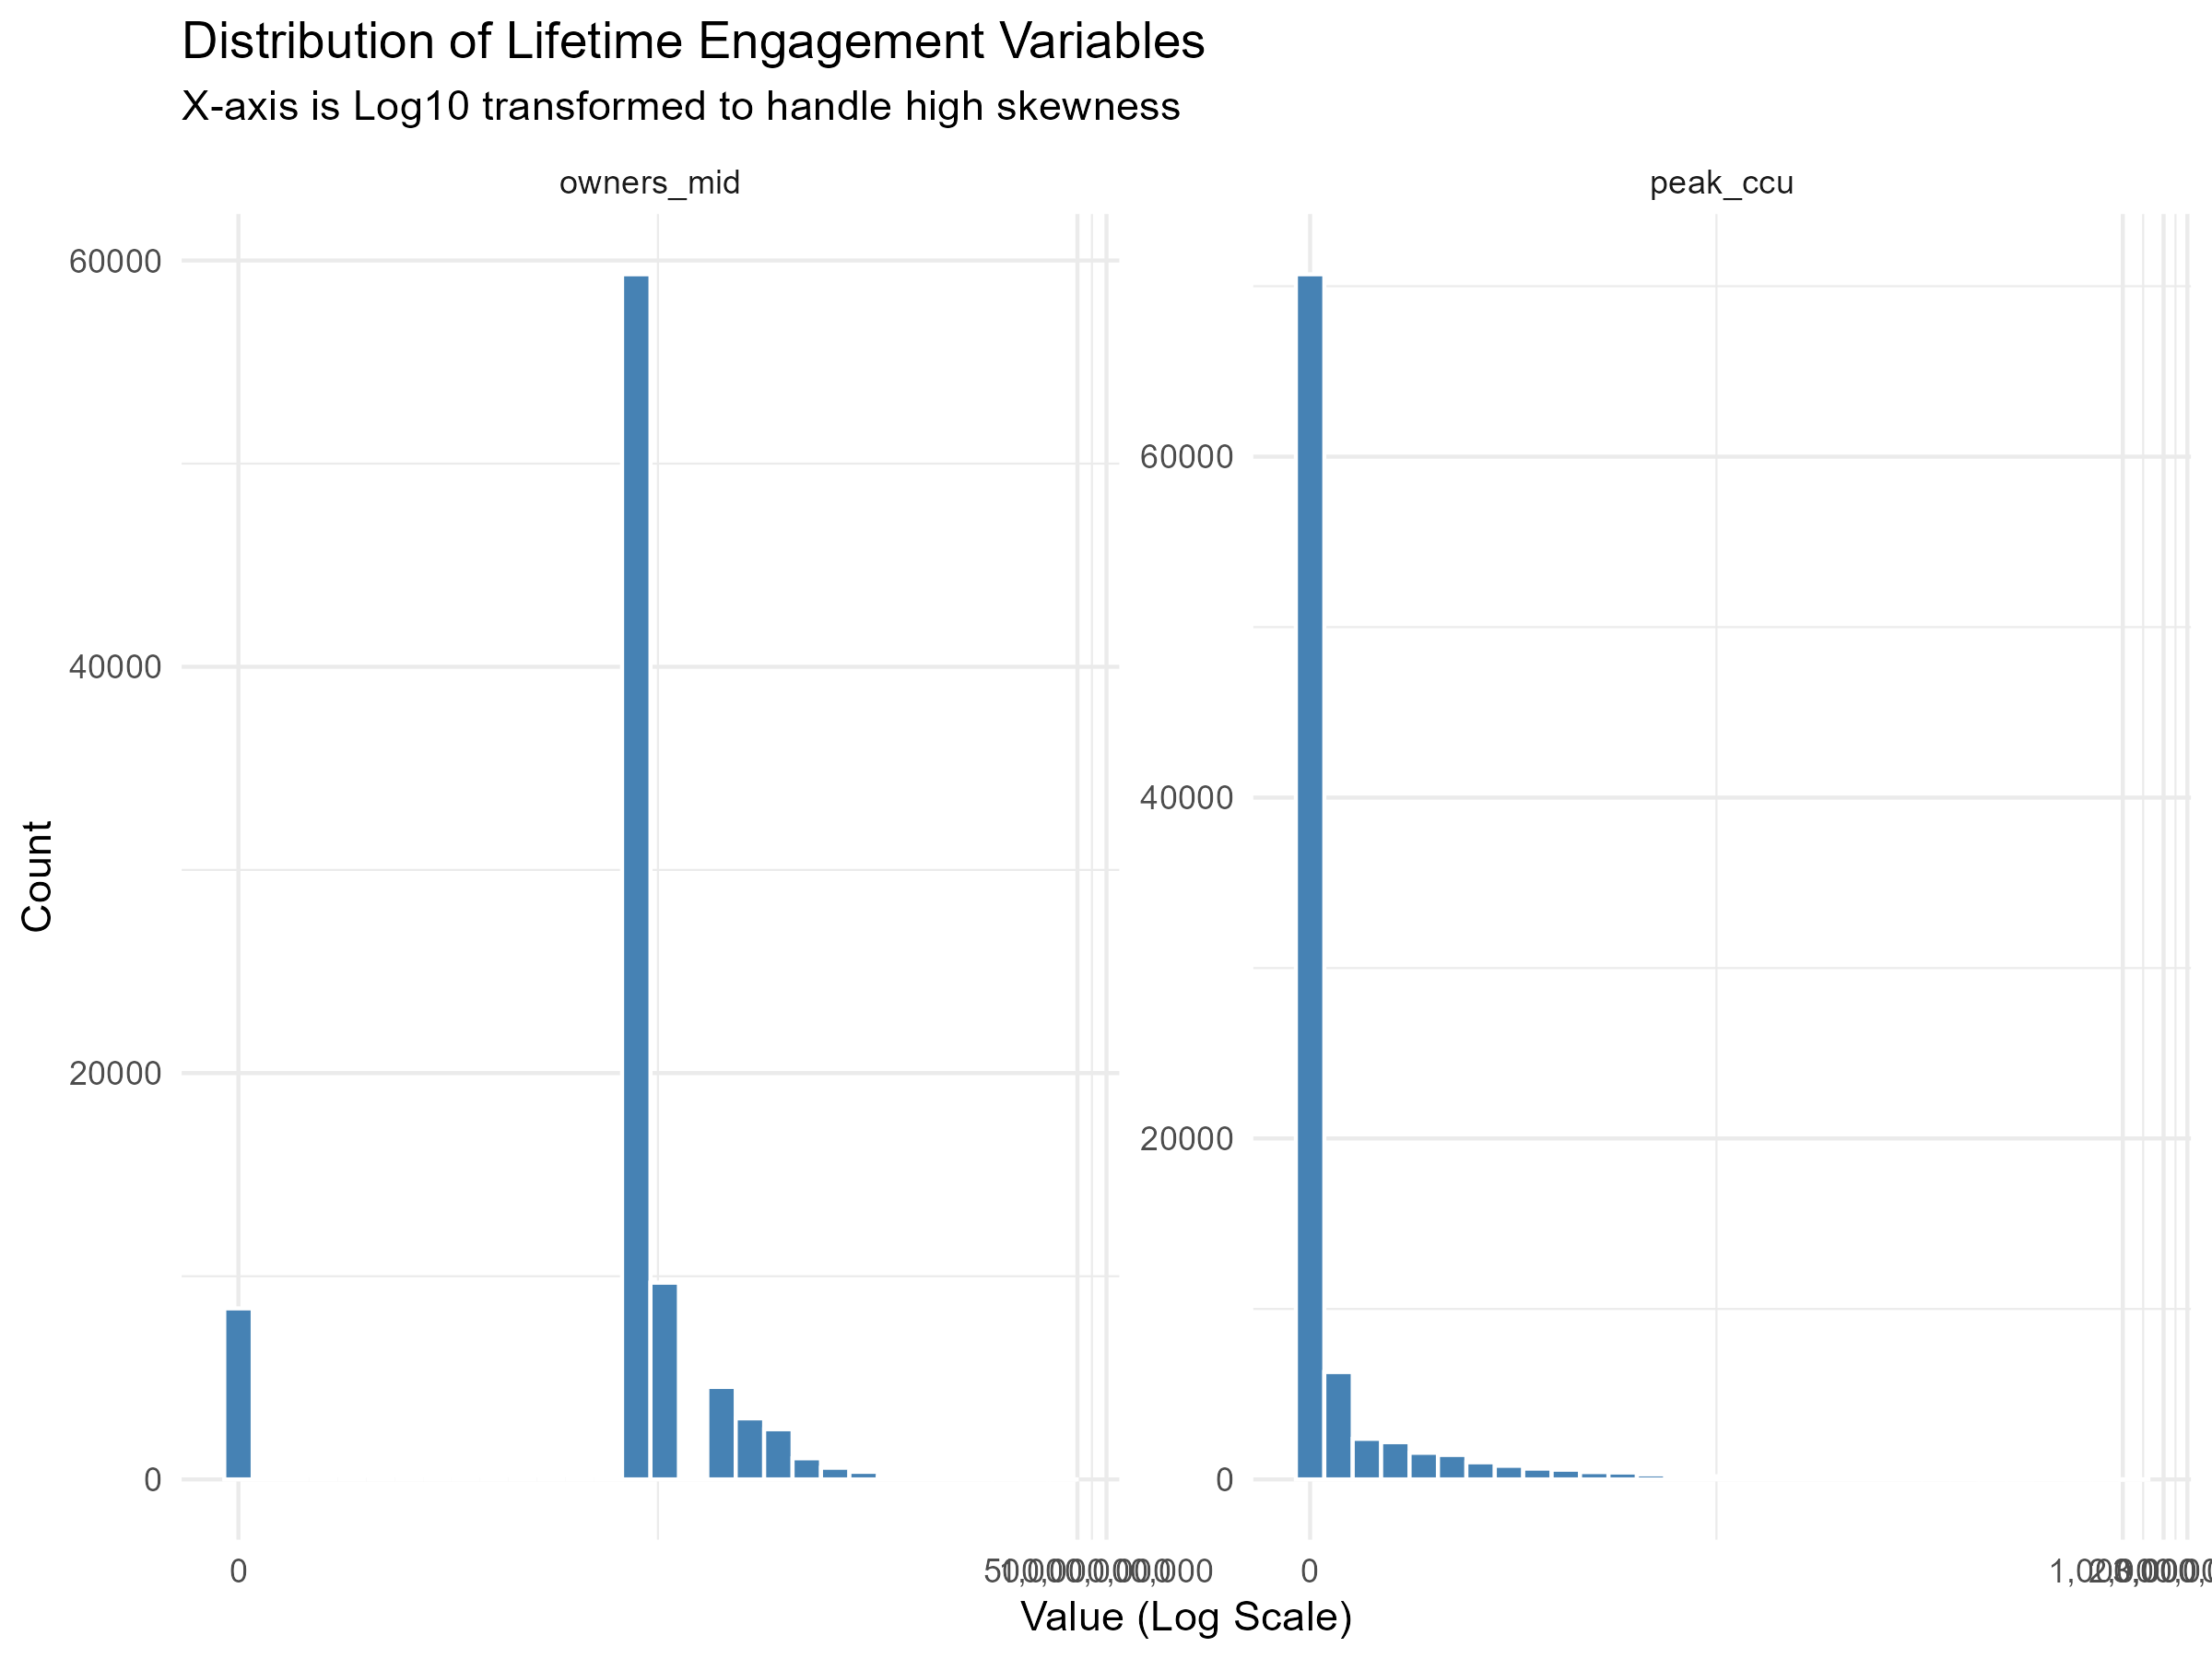 Distribution of Lifetime Engagement Variables
X-axis is Log10 transformed to handle high skewness
owners_mid
peak_ccu
60000
40000
20000
0
60000
40000
20000
0
Count
0
0
Value (Log Scale)